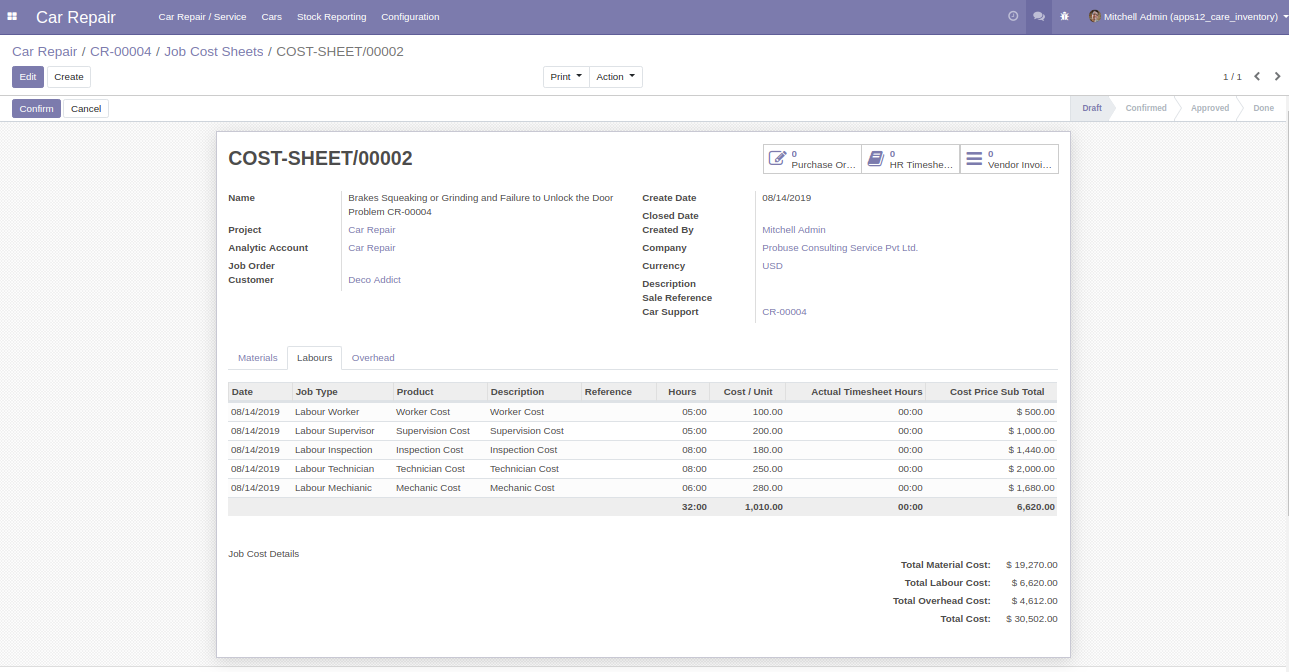 Car Repair Car Repair / Service Cars Stock Reporting Configuration Mitchell Admin (apps12_care_inventory)
Car Repair / CR-00004 / Job Cost Sheets / COST-SHEET/00002
Edit Create Print Action 1 / 1
Confirm Cancel Draft Confirmed Approved Done
COST-SHEET/00002
0 Purchase Or...
0 HR Timeshe...
0 Vendor Invoi...
Name Brakes Squeaking or Grinding and Failure to Unlock the Door
Problem CR-00004
Project Car Repair
Analytic Account Car Repair
Job Order
Customer Deco Addict
Create Date 08/14/2019
Closed Date
Created By Mitchell Admin
Company Probuse Consulting Service Pvt Ltd.
Currency USD
Description
Sale Reference
Car Support CR-00004
Materials Labours Overhead
Date Job Type Product Description Reference Hours Cost / Unit Actual Timesheet Hours Cost Price Sub Total
08/14/2019 Labour Worker Worker Cost Worker Cost 05:00 100.00 00:00 $ 500.00
08/14/2019 Labour Supervisor Supervision Cost Supervision Cost 05:00 200.00 00:00 $ 1,000.00
08/14/2019 Labour Inspection Inspection Cost Inspection Cost 08:00 180.00 00:00 $ 1,440.00
08/14/2019 Labour Technician Technician Cost Technician Cost 08:00 250.00 00:00 $ 2,000.00
08/14/2019 Labour Mechianic Mechanic Cost Mechanic Cost 06:00 280.00 00:00 $ 1,680.00
32:00 1,010.00 00:00 6,620.00
Job Cost Details
Total Material Cost: $ 19,270.00
Total Labour Cost: $ 6,620.00
Total Overhead Cost: $ 4,612.00
Total Cost: $ 30,502.00